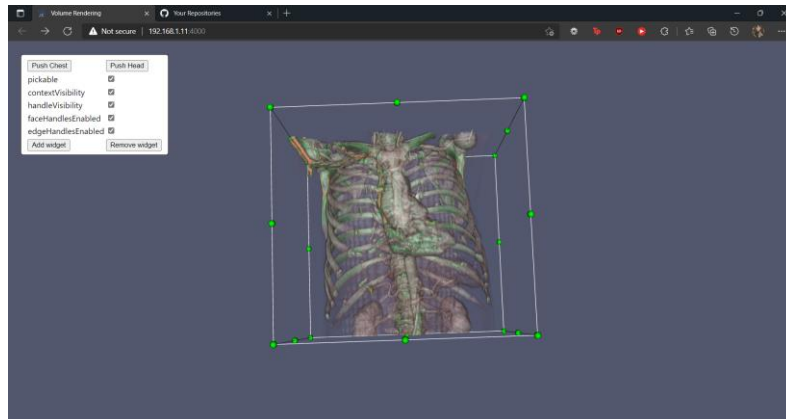 Volume Rendering
Your Repositories
Not secure 192.168.1.11:4000
Push Chest Push Head
pickable
contextVisibility
handleVisibility
faceHandlesEnabled
edgeHandlesEnabled
Add widget Remove widget